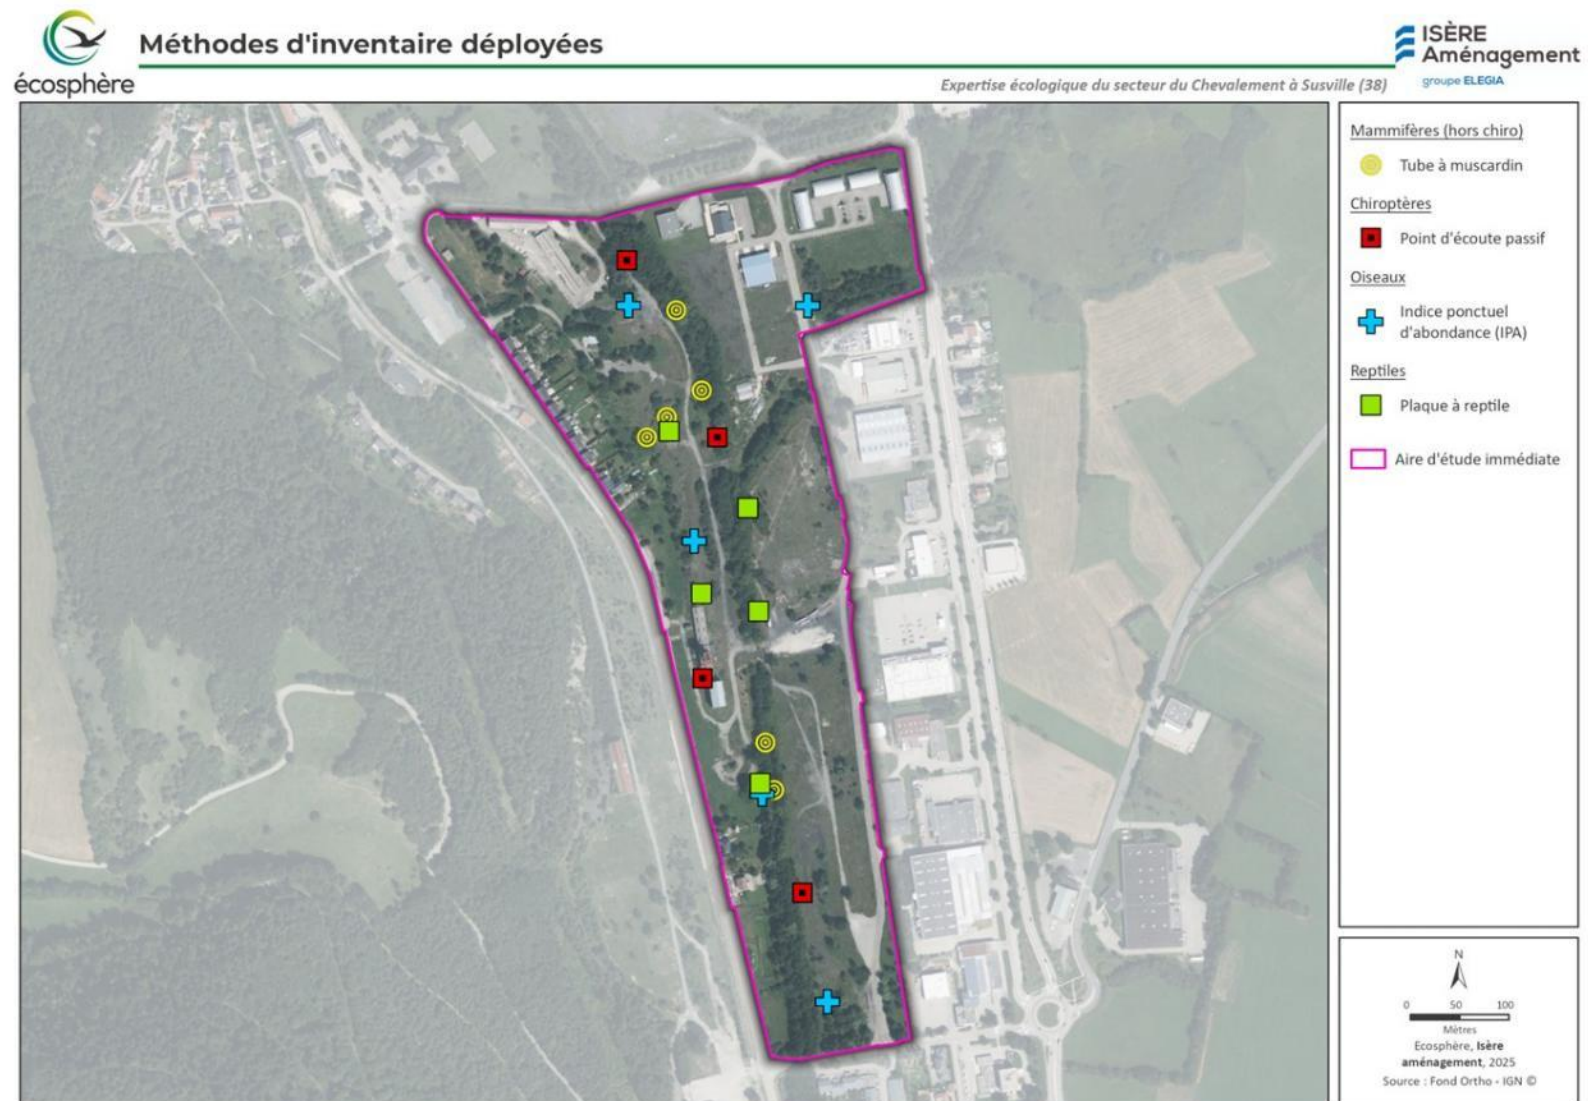 Méthodes d'inventaire déployées
écosphère
ISÈRE
Aménagement
groupe ELEGIA
Expertise écologique du secteur du Chevalement à Susville (38)
Mammifères (hors chiro)
Tube à muscardin
Chiroptères
Point d'écoute passif
Oiseaux
Indice ponctuel
d'abondance (IPA)
Reptiles
Plaque à reptile
Aire d'étude immédiate
N
0 50 100
Mètres
Ecosphère, Isère
aménagement, 2025
Source : Fond Ortho - IGN ©